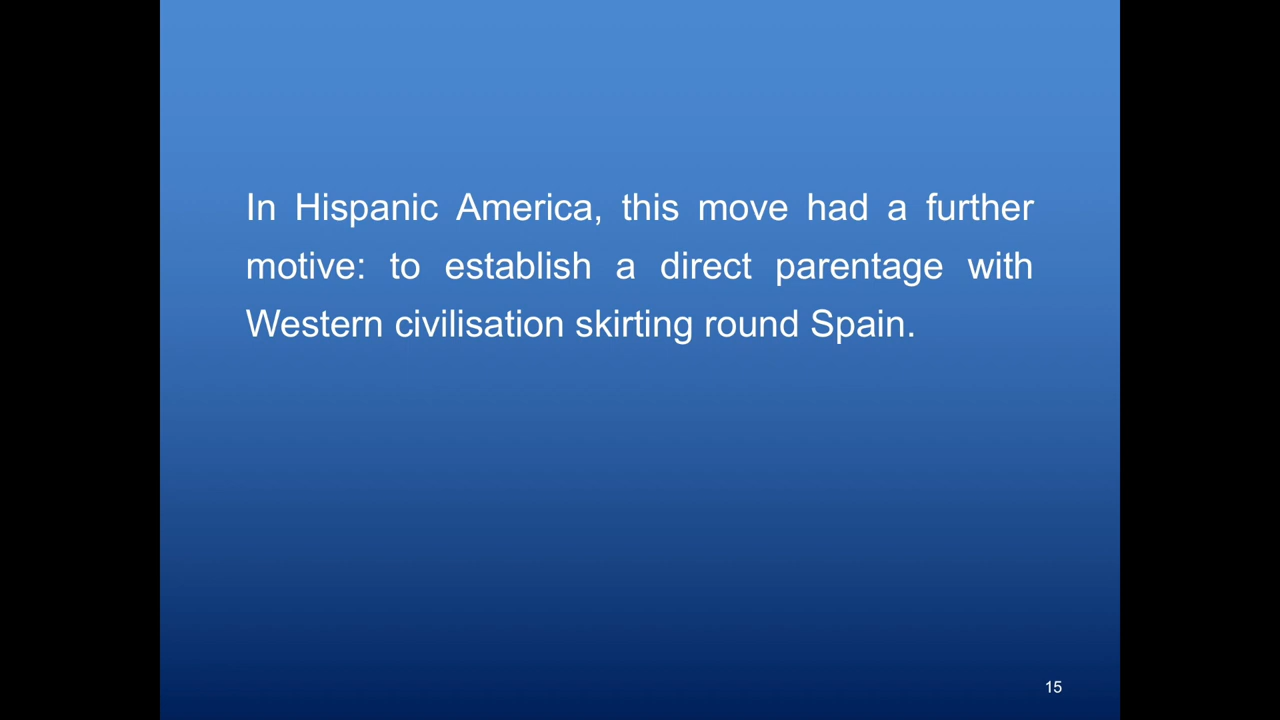 In Hispanic America, this move had a further
motive: to establish a direct parentage with
Western civilisation skirting round Spain.
15